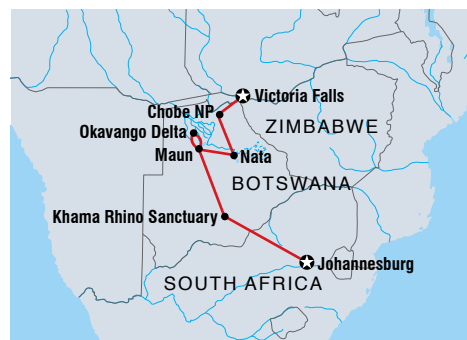 Victoria Falls
Chobe NP
Okavango Delta
ZIMBABWE
Maun
Nata
BOTSWANA
Khama Rhino Sanctuary
Johannesburg
SOUTH AFRICA